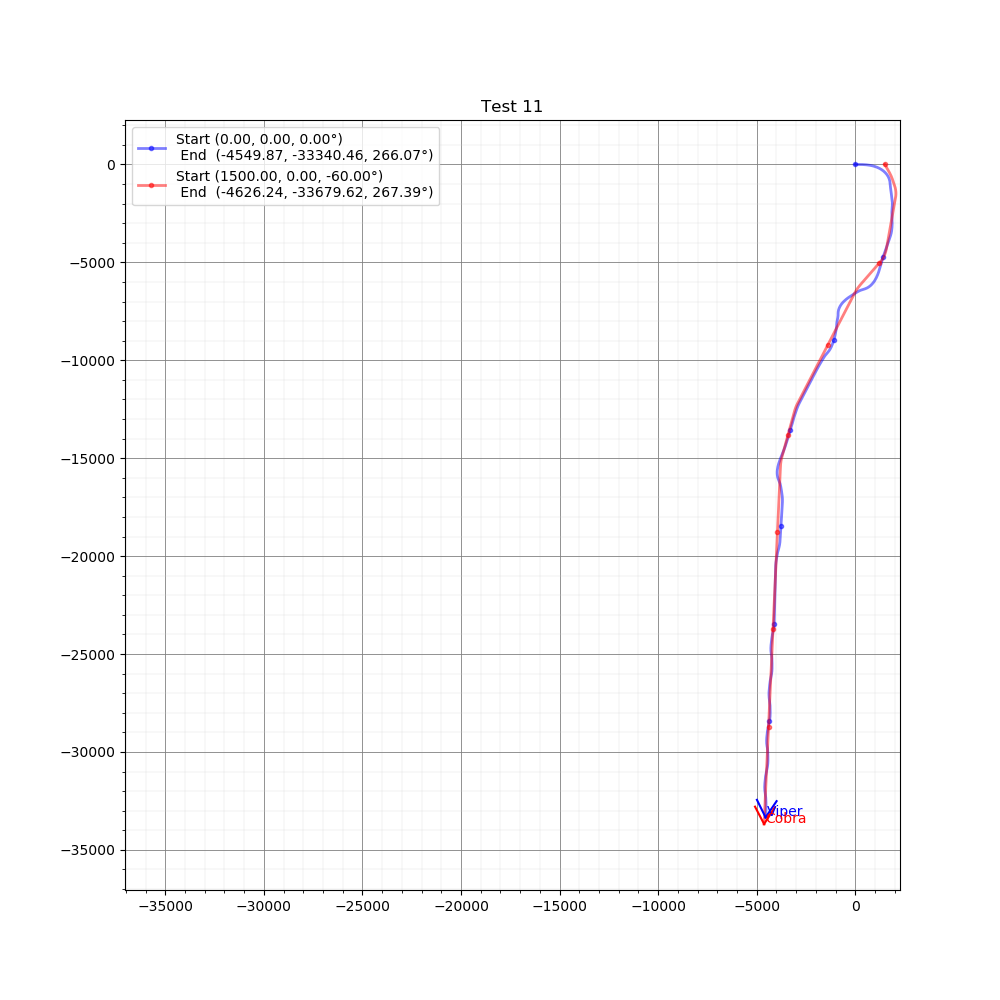 Test 11
Start (0.00, 0.00, 0.00°)
End  (-4549.87, -33340.46, 266.07°)
Start (1500.00, 0.00, -60.00°)
End  (-4626.24, -33679.62, 267.39°)
0
−5000
−10000
−15000
−20000
−25000
−30000
−35000
Viper
Cobra
−35000 −30000 −25000 −20000 −15000 −10000 −5000 0